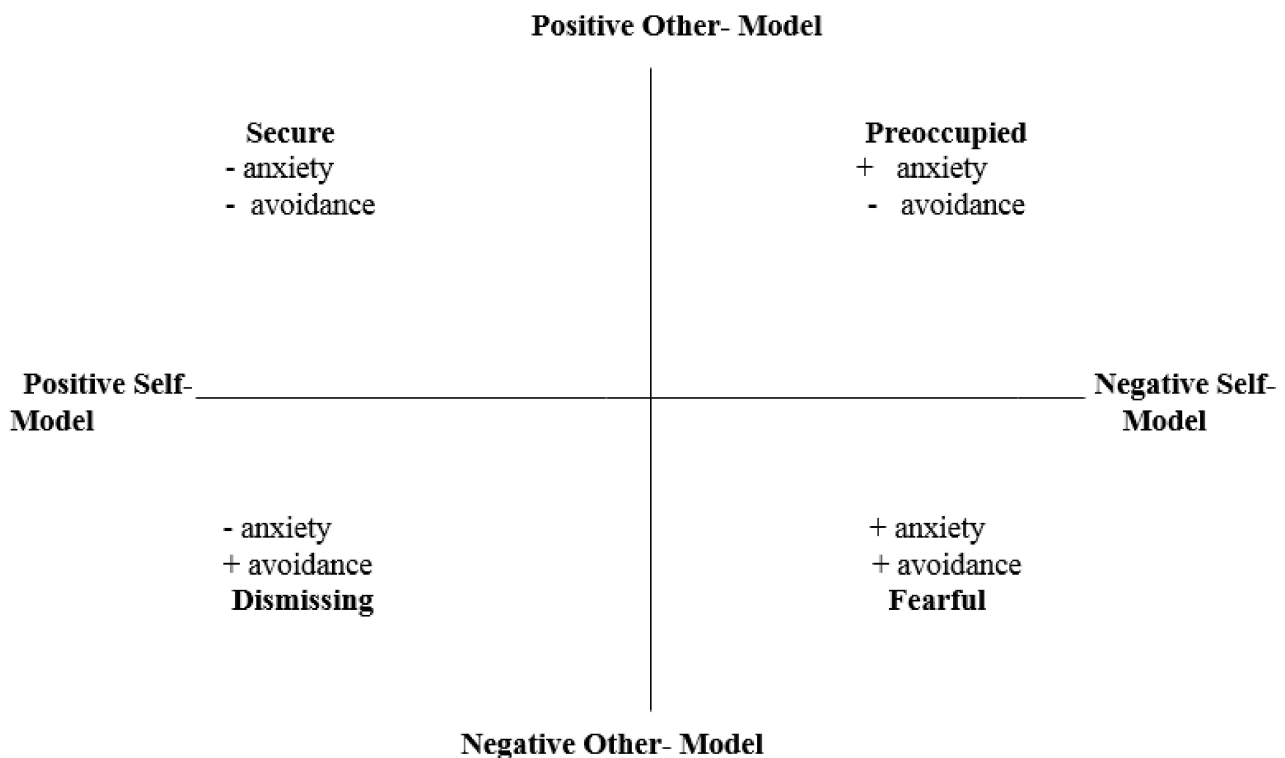 Positive Other- Model
Secure
- anxiety
- avoidance
Preoccupied
+ anxiety
- avoidance
Positive Self-
Model
Negative Self-
Model
- anxiety
+ avoidance
Dismissing
+ anxiety
+ avoidance
Fearful
Negative Other- Model